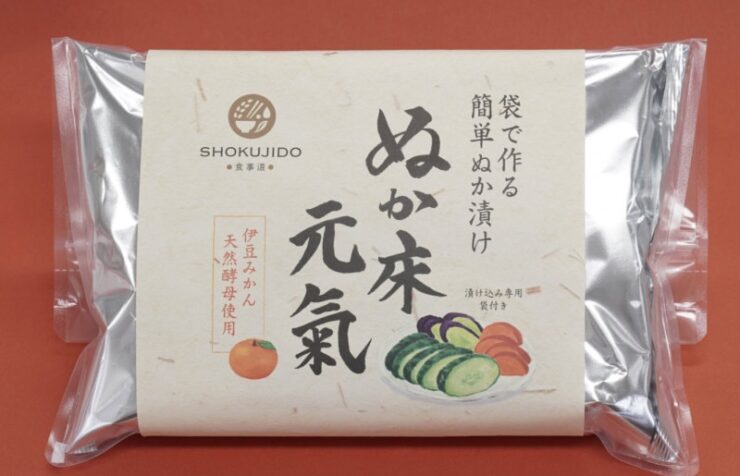 袋で作る
簡単ぬか漬け
SHOKUJIDO
食事道
ぬか床
元氣
伊豆みかん
天然酵母使用
漬け込み専用
袋付き